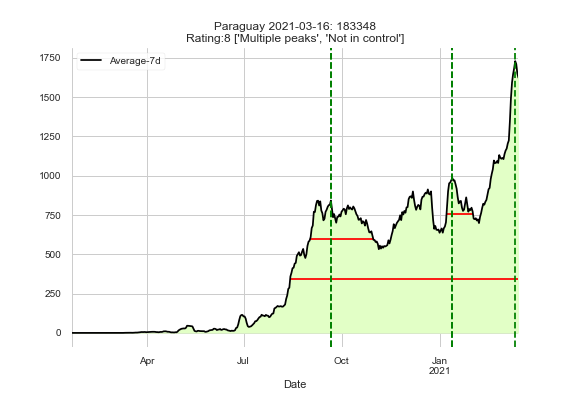 Paraguay 2021-03-16: 183348
Rating:8 ['Multiple peaks', 'Not in control']
Average-7d
1750
1500
1250
1000
750
500
250
0
Apr
Jul
Oct
Jan
2021
Date